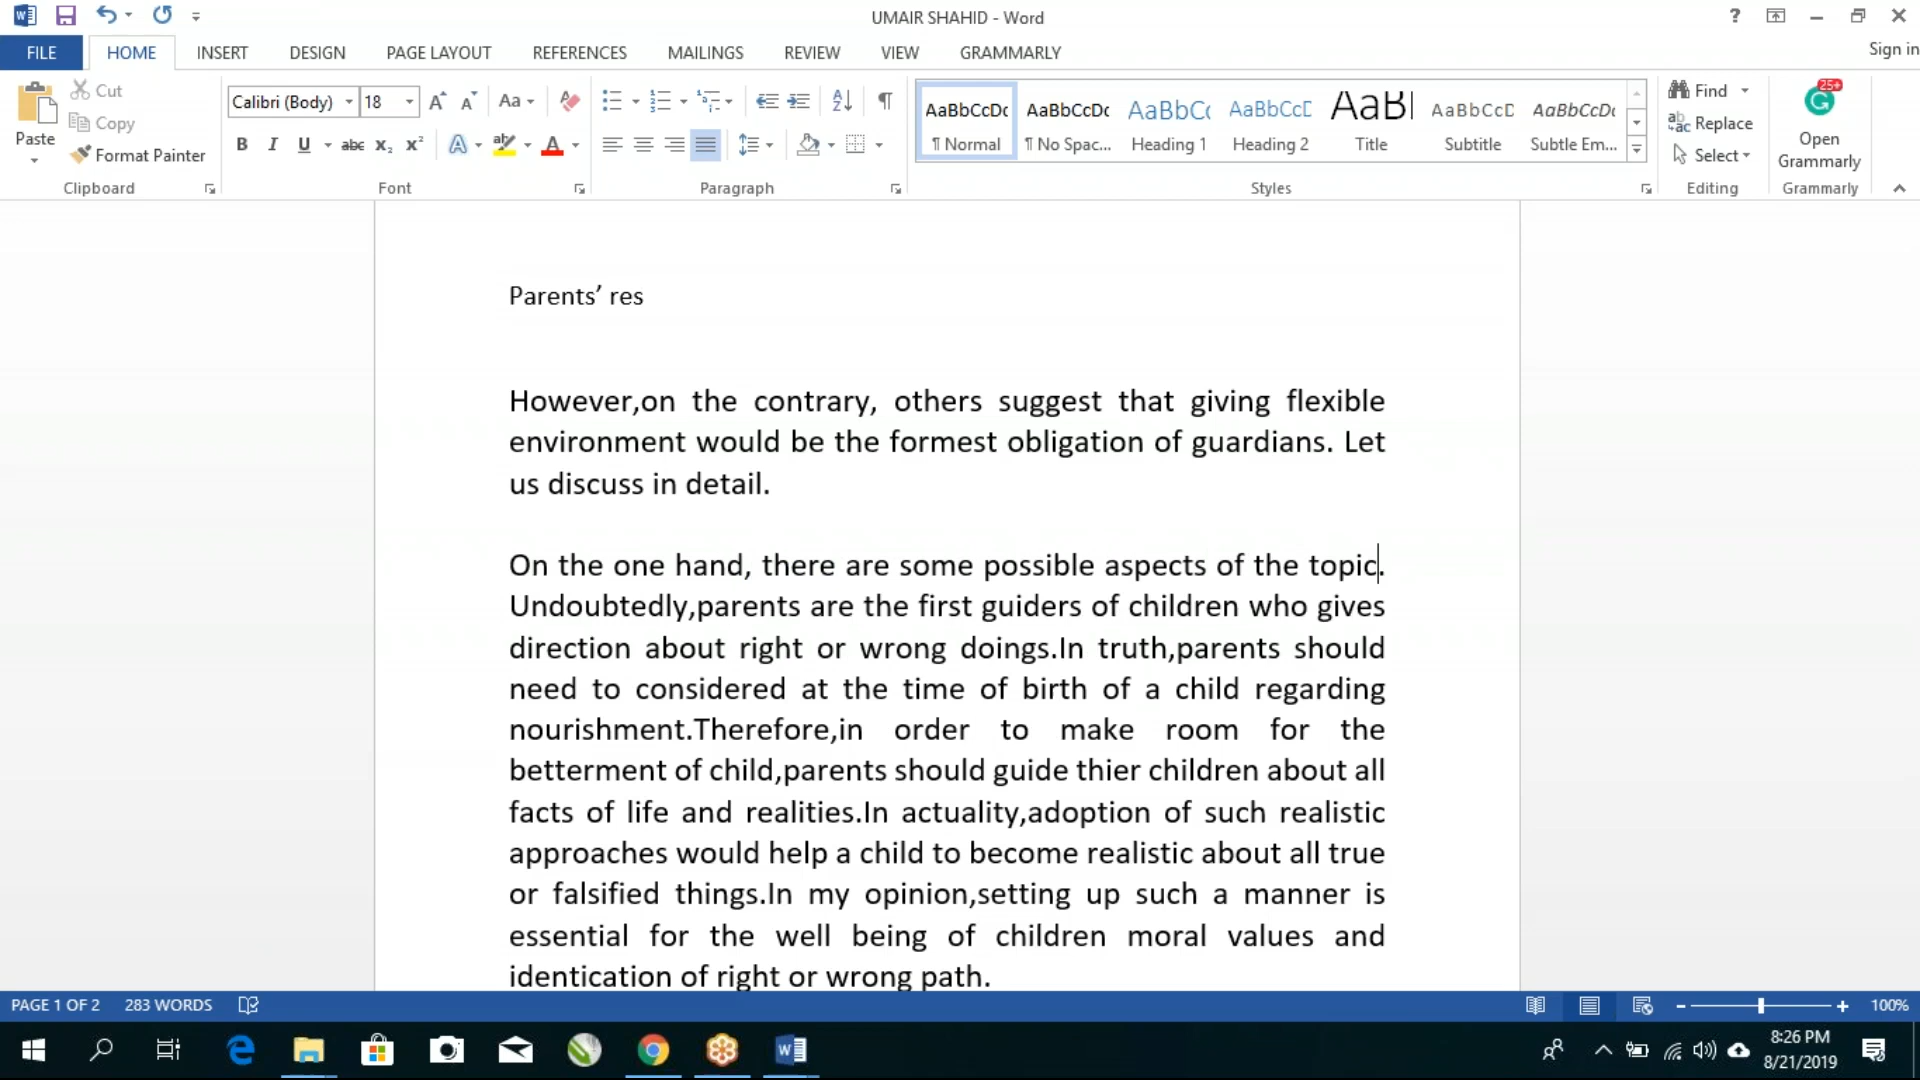 UMAIR SHAHID - Word
FILE HOME INSERT DESIGN PAGE LAYOUT REFERENCES MAILINGS REVIEW VIEW GRAMMARLY Sign in
Paste
Cut
Copy
Format Painter
Clipboard
Calibri (Body) 18
Font
Paragraph
AaBbCcDc AaBbCcDc AaBbC( AaBbCcC AaB AaBbCcD AaBbCcDc
¶ Normal ¶ No Spac... Heading 1 Heading 2 Title Subtitle Subtle Em...
Styles
Find
Replace
Select
Editing
25+
Open
Grammarly
Grammarly
Parents’ res
However,on the contrary, others suggest that giving flexible
environment would be the formest obligation of guardians. Let
us discuss in detail.
On the one hand, there are some possible aspects of the topic.
Undoubtedly,parents are the first guiders of children who gives
direction about right or wrong doings.In truth,parents should
need to considered at the time of birth of a child regarding
nourishment.Therefore,in order to make room for the
betterment of child,parents should guide thier children about all
facts of life and realities.In actuality,adoption of such realistic
approaches would help a child to become realistic about all true
or falsified things.In my opinion,setting up such a manner is
essential for the well being of children moral values and
identication of right or wrong path.
PAGE 1 OF 2 283 WORDS 100%
8:26 PM
8/21/2019